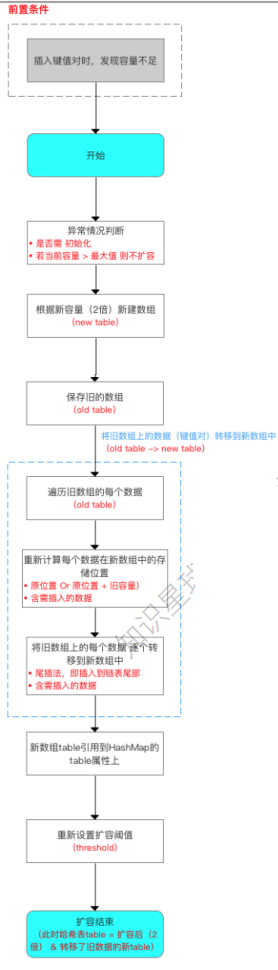 前置条件
插入键值对时，发现容量不足
开始
异常情况判断
• 是否需 初始化
• 若当前容量 > 最大值 则不扩容
根据新容量（2倍）新建数组
（new table）
保存旧的数组
（old table）
将旧数组上的数据（键值对）转移到新数组中
（old table -> new table）
遍历旧数组的每个数据
（old table）
重新计算每个数据在新数组中的存
储位置
• 原位置 Or 原位置 + 旧容量）
• 含需插入的数据
将旧数组上的每个数据 逐个转
移到新数组中
• 尾插法，即插入到链表尾部
• 含需插入的数据
知识星球
新数组table引用到HashMap的
table属性上
重新设置扩容阈值
（threshold）
扩容结束
（此时哈希表table = 扩容后（2
倍） & 转移了旧数据的新table）